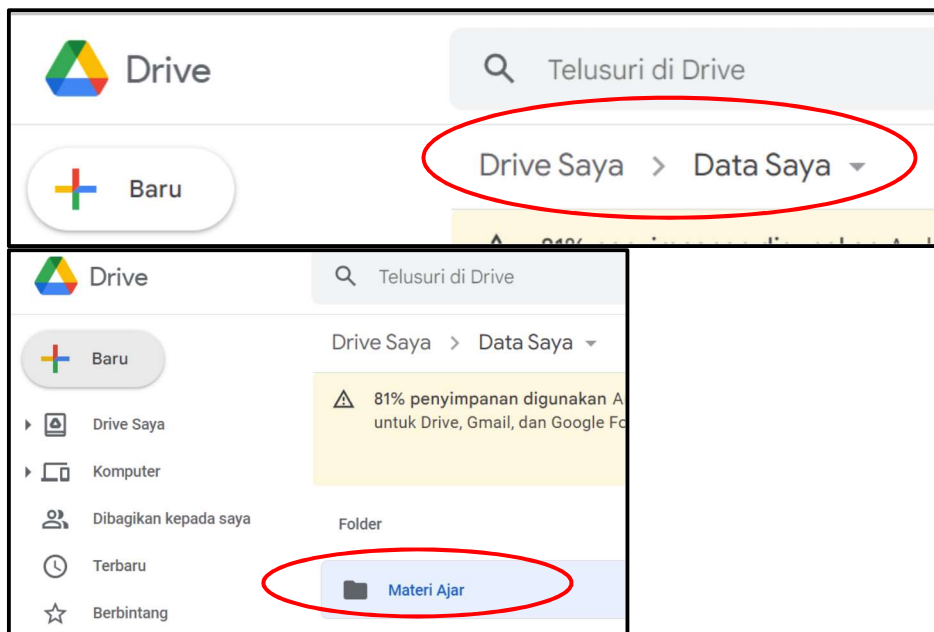 Drive
Telusuri di Drive
Drive Saya > Data Saya
Baru
Drive
Telusuri di Drive
Baru
Drive Saya > Data Saya
81% penyimpanan digunakan A
untuk Drive, Gmail, dan Google Fo
Drive Saya
Komputer
Dibagikan kepada saya
Terbaru
Berbintang
Folder
Materi Ajar